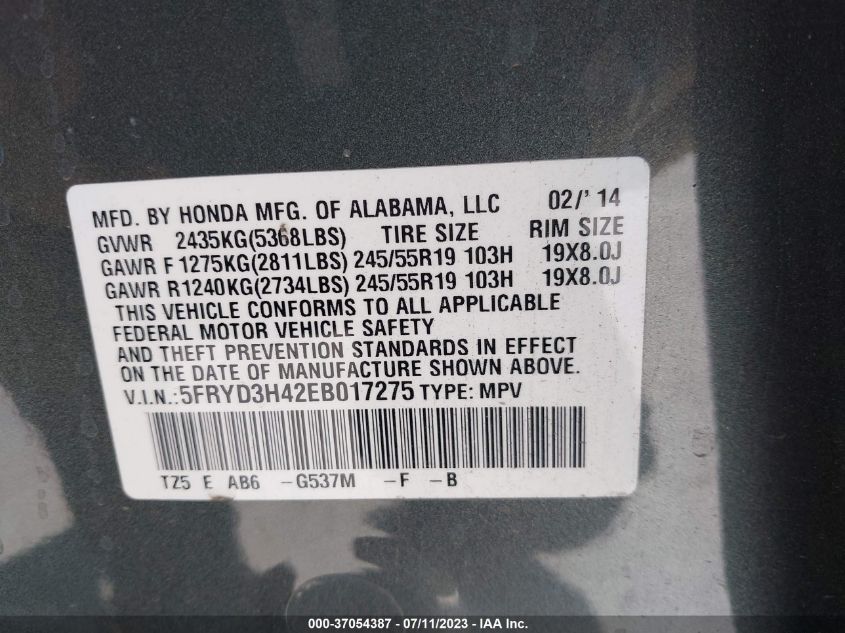 MFD. BY HONDA MFG. OF ALABAMA, LLC 02/' 14
GVWR 2435KG(5368LBS) TIRE SIZE RIM SIZE
GAWR F 1275KG(2811LBS) 245/55R19 103H 19X8.0J
GAWR R1240KG(2734LBS) 245/55R19 103H 19X8.0J
THIS VEHICLE CONFORMS TO ALL APPLICABLE
FEDERAL MOTOR VEHICLE SAFETY
AND THEFT PREVENTION STANDARDS IN EFFECT
ON THE DATE OF MANUFACTURE SHOWN ABOVE.
V.I.N.:5FRYD3H42EB017275 TYPE: MPV
TZ5 E AB6 -G537M -F -B
000-37054387 - 07/11/2023 - IAA Inc.